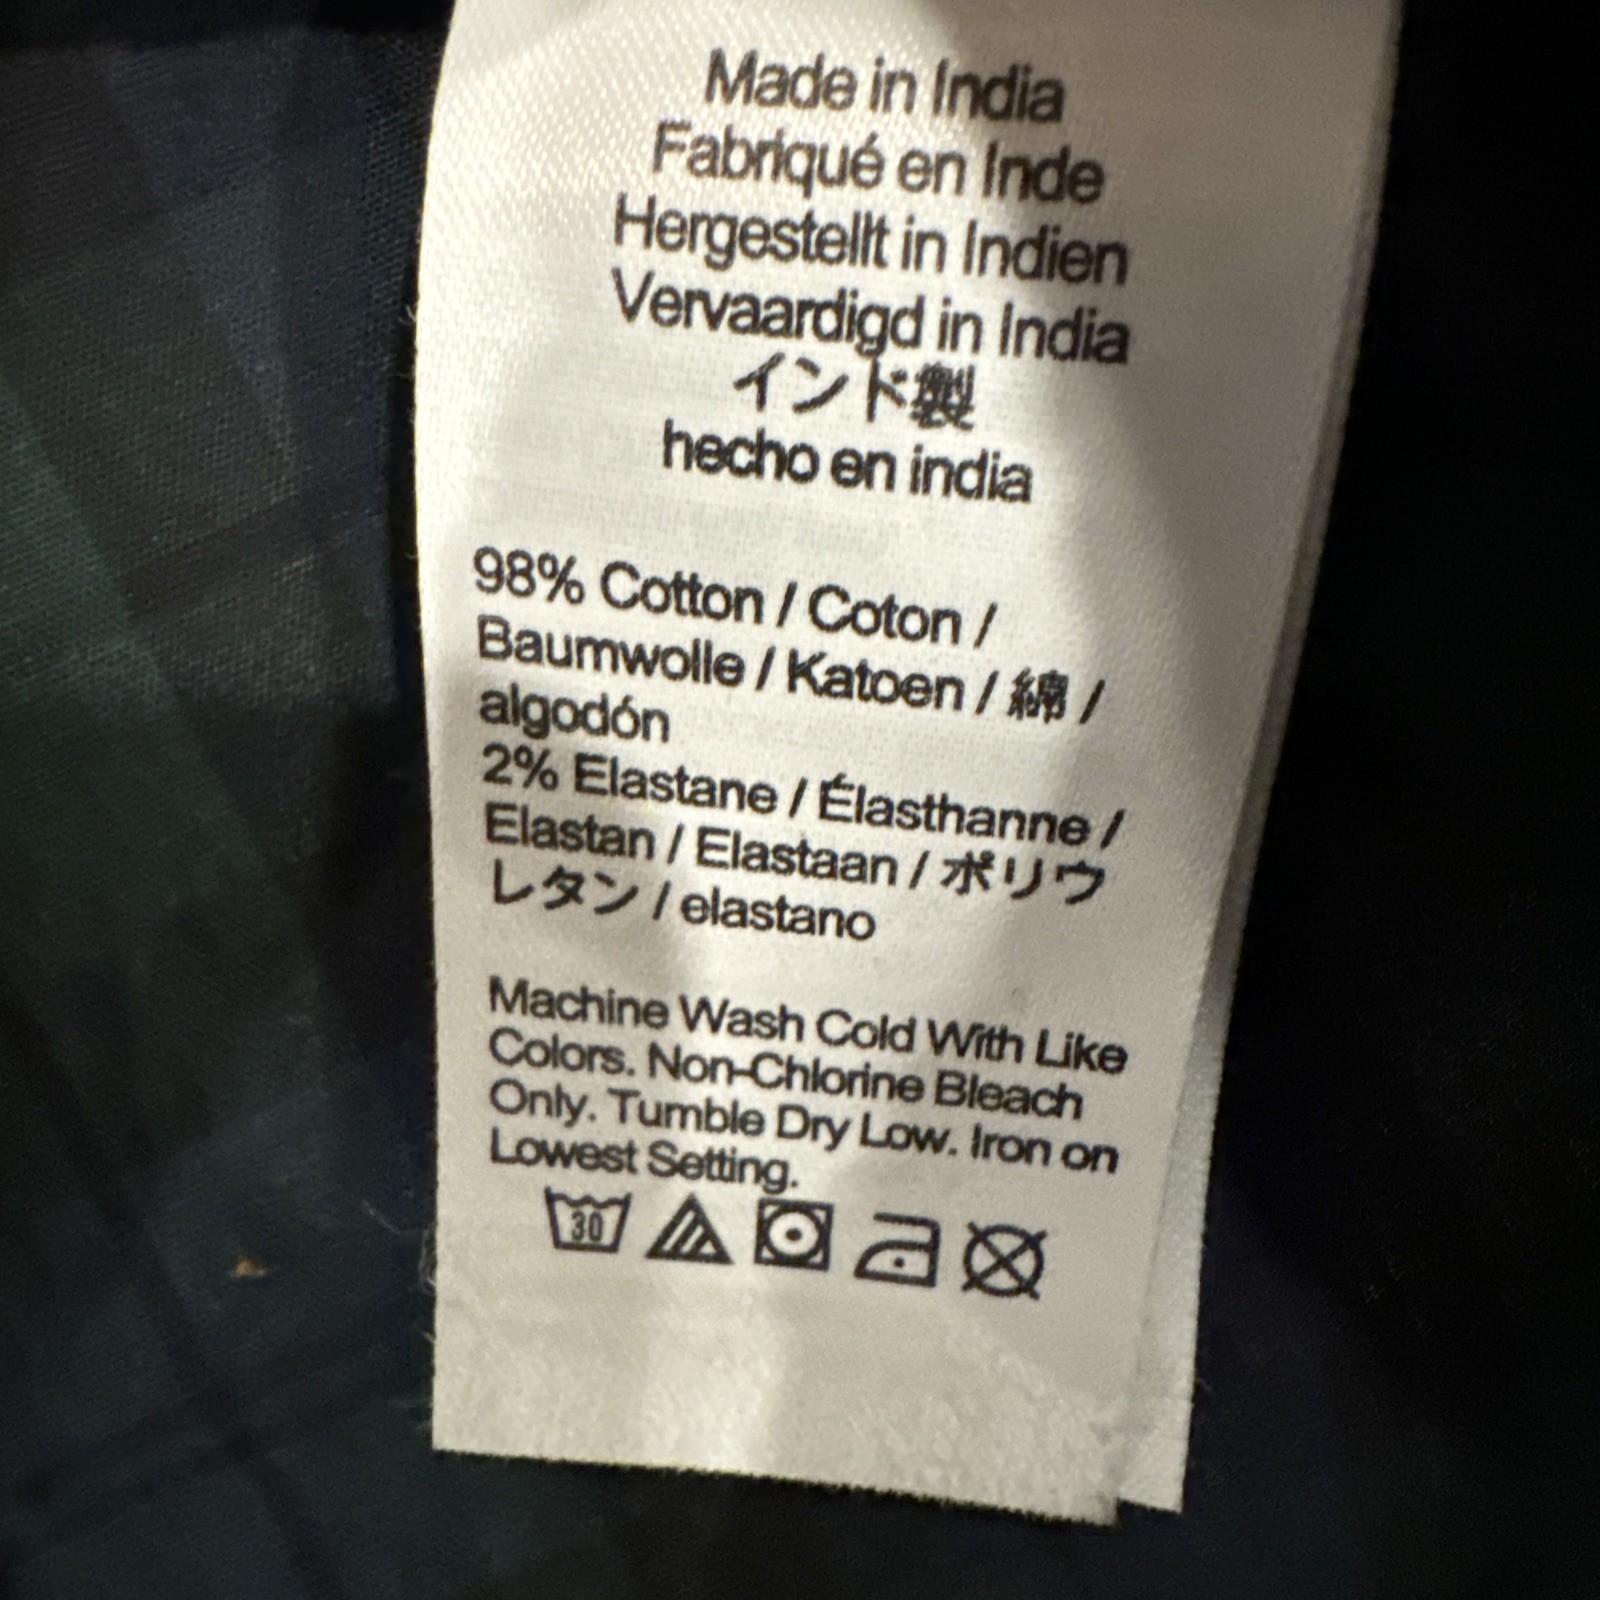 Made in India
Fabriqué en Inde
Hergestellt in Indien
Vervaardigd in India
インド製
hecho en india
98% Cotton / Coton /
Baumwolle / Katoen / 綿 /
algodón
2% Elastane / Élasthanne /
Elastan / Elastaan / ポリウ
レタン / elastano
Machine Wash Cold With Like
Colors. Non-Chlorine Bleach
Only. Tumble Dry Low. Iron on
Lowest Setting.
30